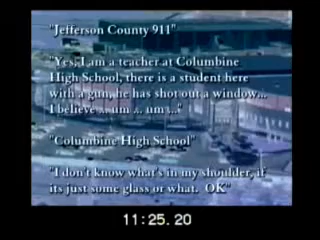 "Jefferson County 911"
"Yes, I am a teacher at Columbine
High School, there is a student here
with a gun, he has shot out a window...
I believe ... um ... um ..."
"Columbine High School"
"I don't know what's in my shoulder, if
its just some glass or what.  OK"
11:25.20